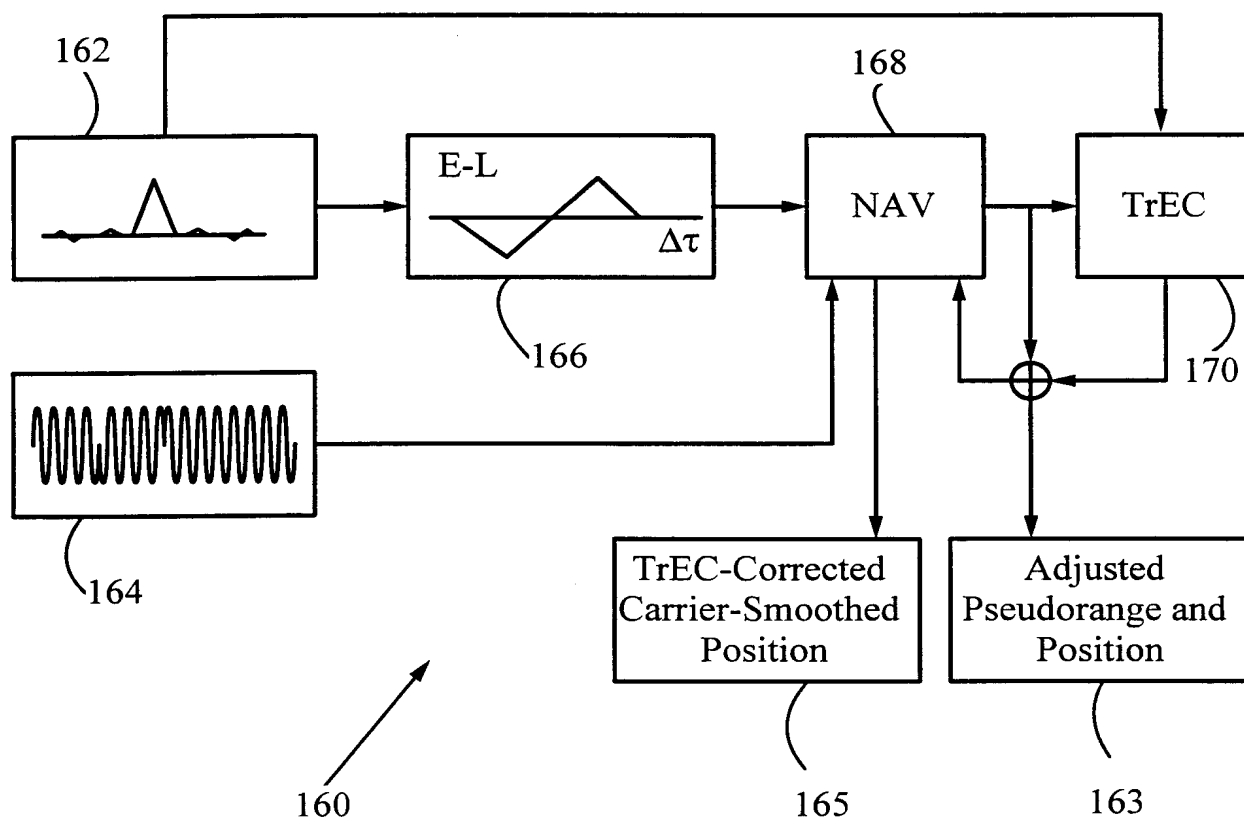 162
168
E-L
Δτ
NAV
TrEC
166
170
164
TrEC-Corrected
Carrier-Smoothed
Position
Adjusted
Pseudorange and
Position
160
165
163